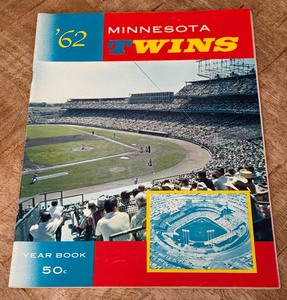 '62
MINNESOTA
TWINS
YEAR BOOK
50c